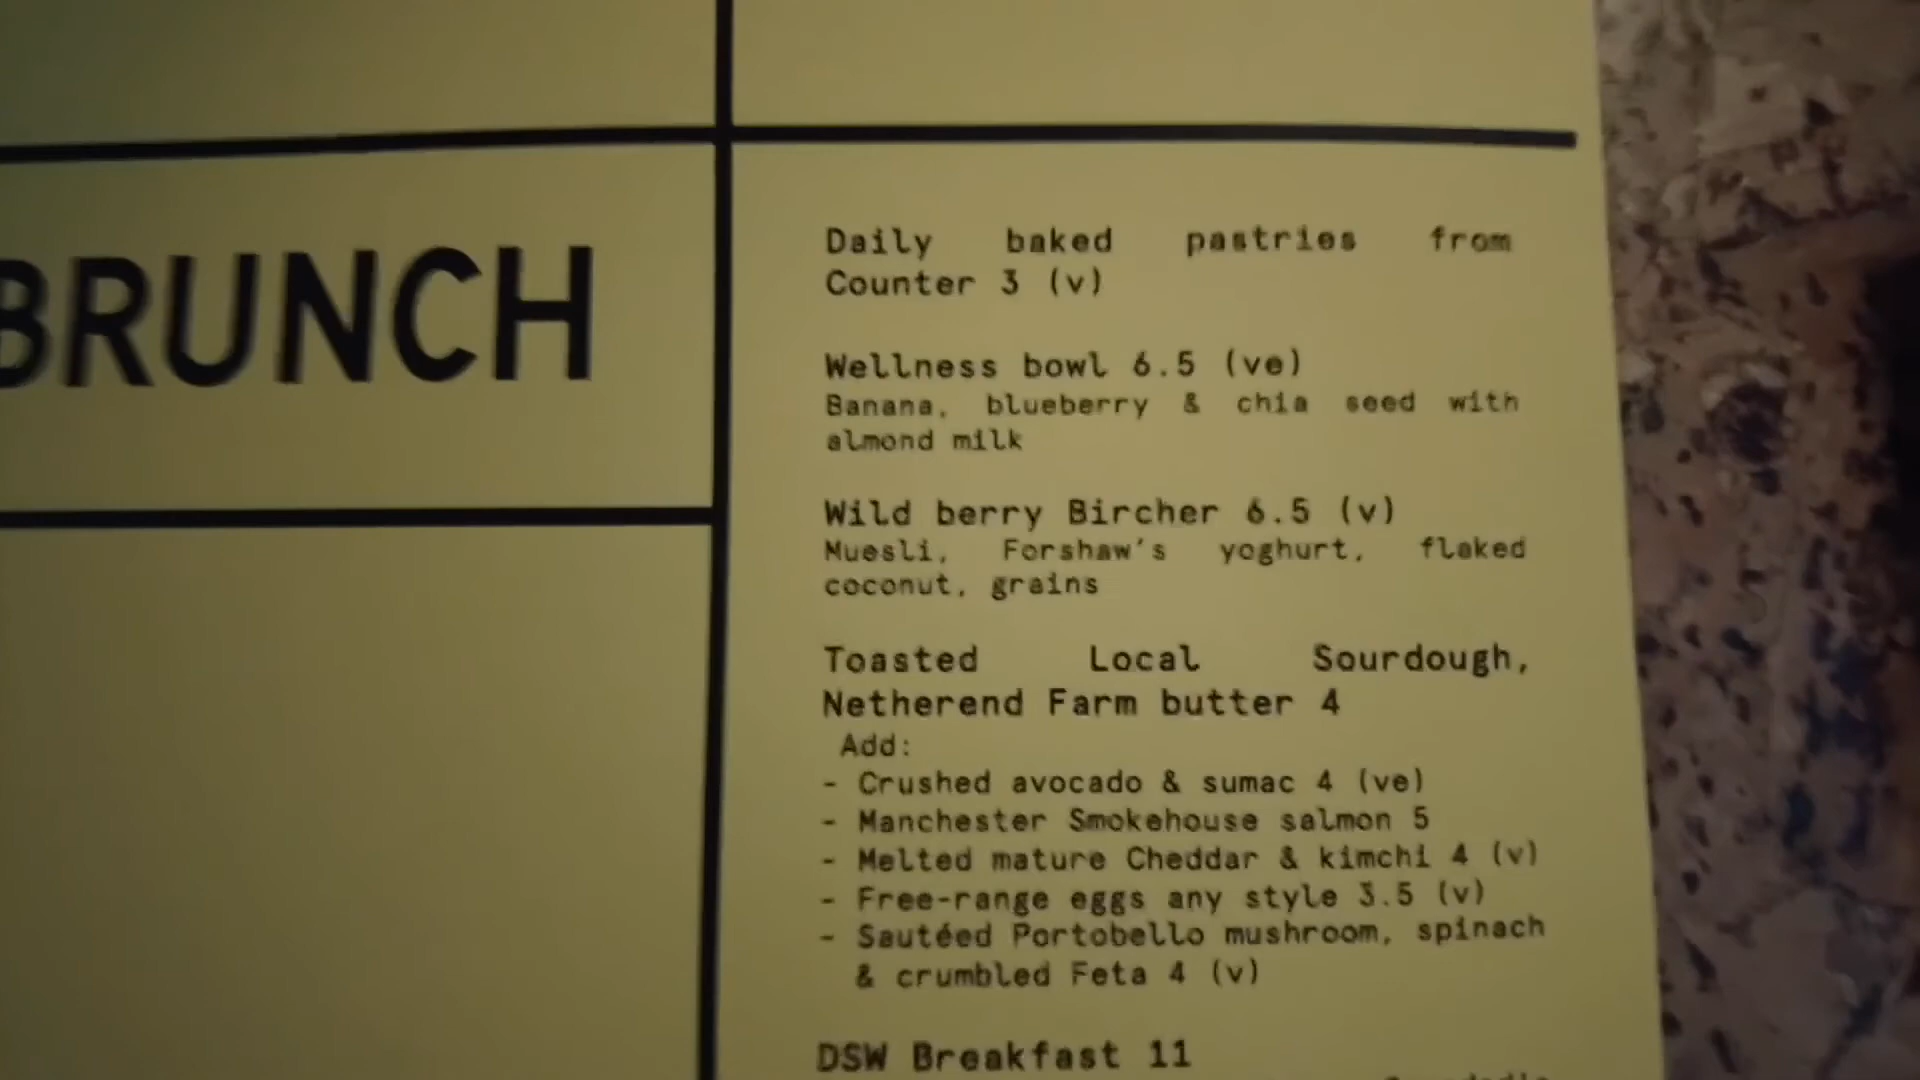 BRUNCH
Daily baked pastries from
Counter 3 (v)
Wellness bowl 6.5 (ve)
Banana, blueberry & chia seed with
almond milk
Wild berry Bircher 6.5 (v)
Muesli, Forshaw's yoghurt, flaked
coconut, grains
Toasted Local Sourdough,
Netherend Farm butter 4
Add:
- Crushed avocado & sumac 4 (ve)
- Manchester Smokehouse salmon 5
- Melted mature Cheddar & kimchi 4 (v)
- Free-range eggs any style 3.5 (v)
- Sautéed Portobello mushroom, spinach
& crumbled Feta 4 (v)
DSW Breakfast 11